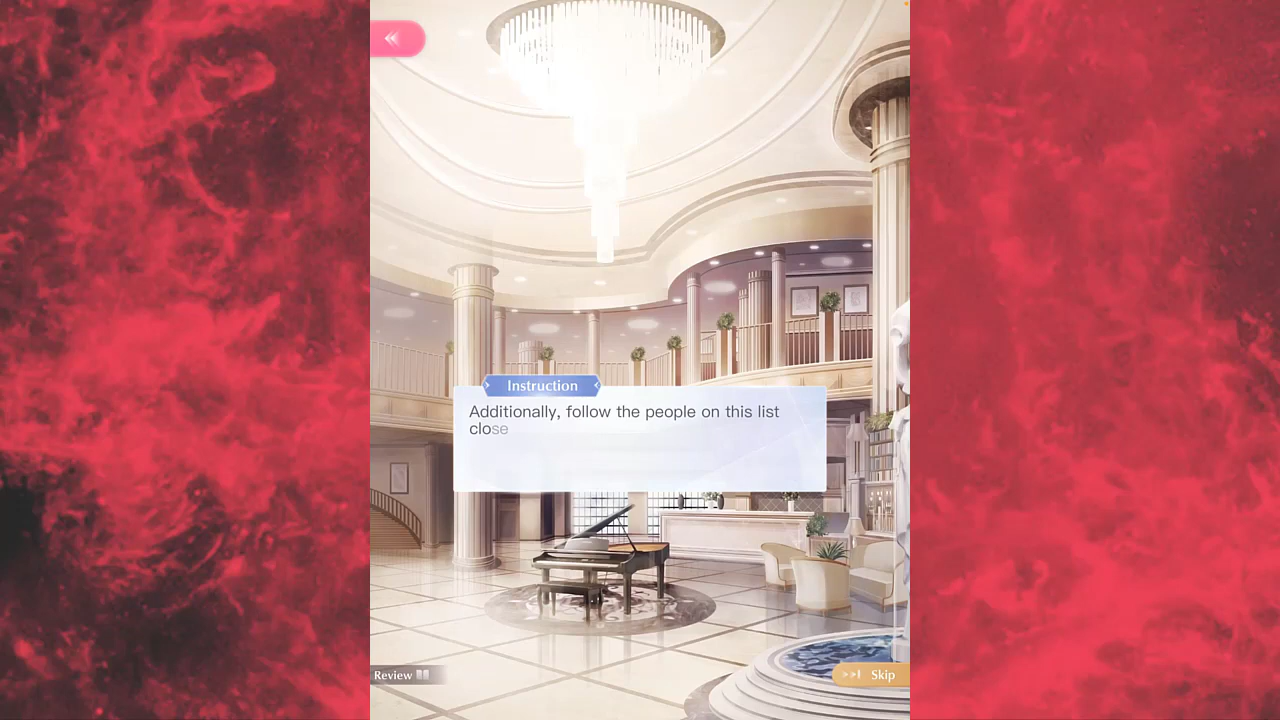 Instruction
Additionally, follow the people on this list
close
Review
Skip